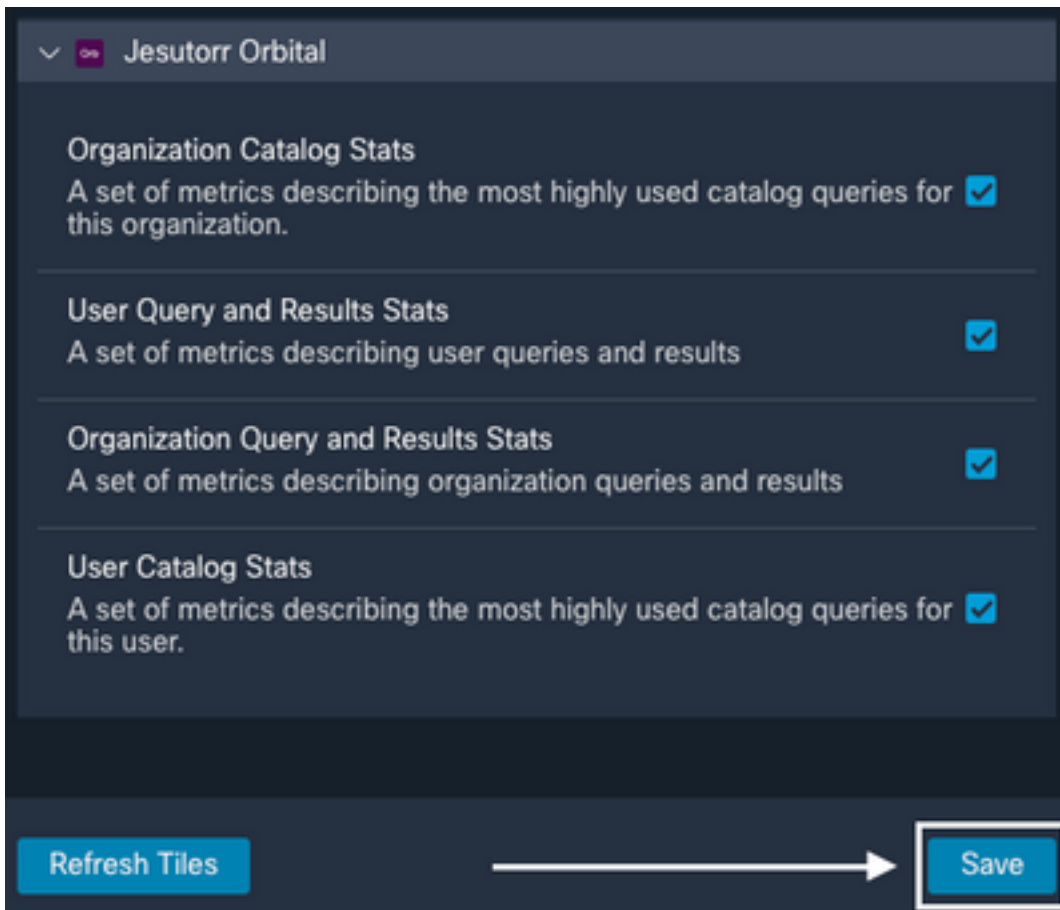 Jesutorr Orbital
Organization Catalog Stats
A set of metrics describing the most highly used catalog queries for
this organization.
User Query and Results Stats
A set of metrics describing user queries and results
Organization Query and Results Stats
A set of metrics describing organization queries and results
User Catalog Stats
A set of metrics describing the most highly used catalog queries for
this user.
Refresh Tiles
Save